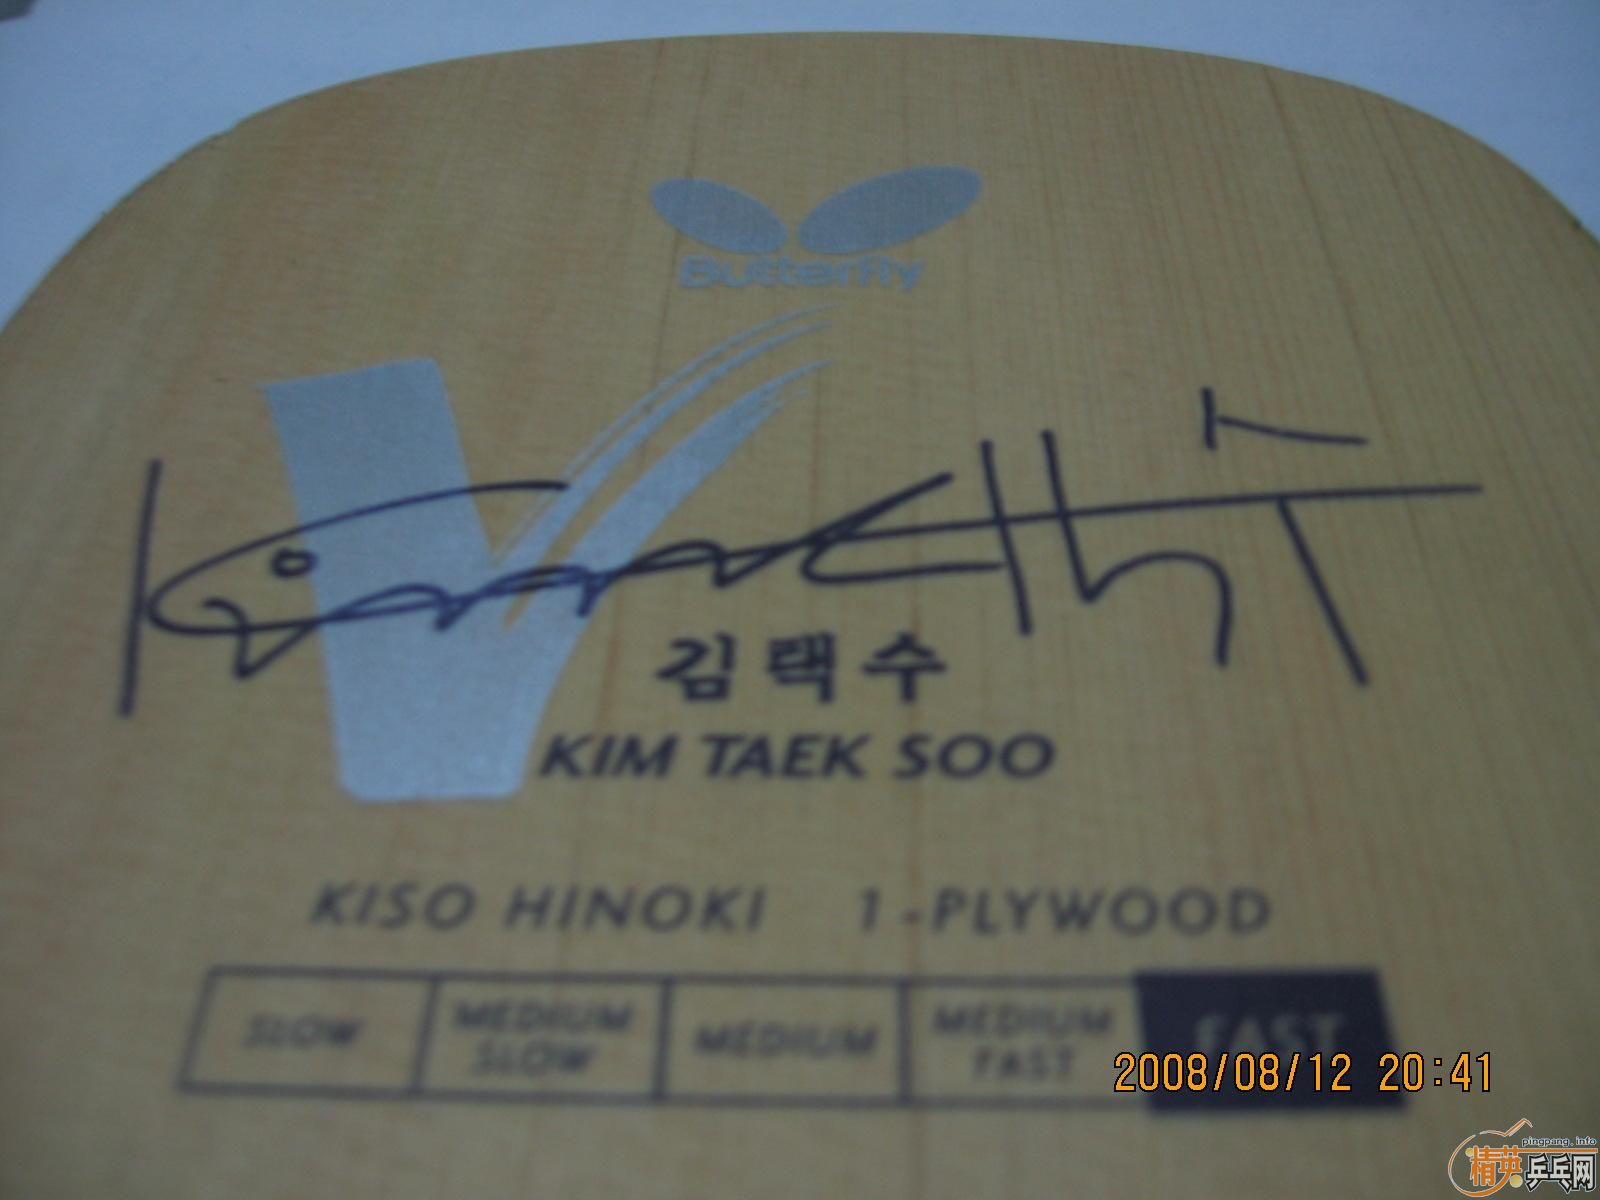 Butterfly
김택수
KIM TAEK SOO
KISO HINOKI 1-PLYWOOD
SLOW
MEDIUM SLOW
MEDIUM
MEDIUM FAST
FAST
2008/08/12 20:41
pingpang.info
精英乒乓网